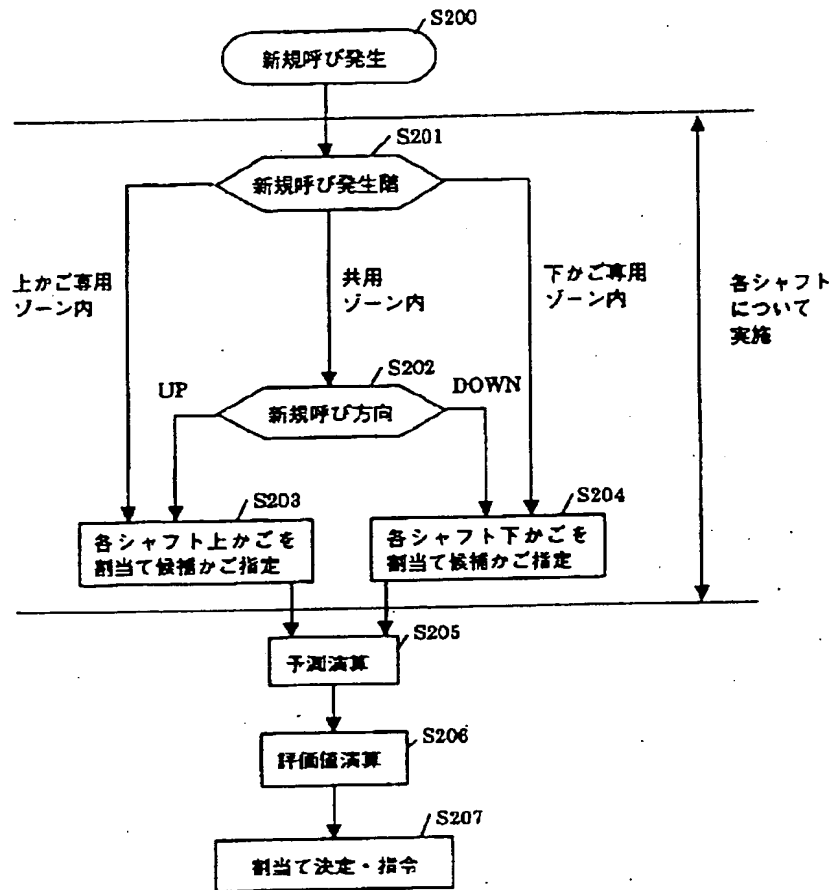 S200
新規呼び発生
S201
新規呼び発生階
上かご専用
ゾーン内
共用
ゾーン内
下かご専用
ゾーン内
各シャフト
について
実施
S202
UP
DOWN
新規呼び方向
S203
各シャフト上かごを
割当て候補かご指定
S204
各シャフト下かごを
割当て候補かご指定
S205
予測演算
S206
評価値演算
S207
割当て決定・指令